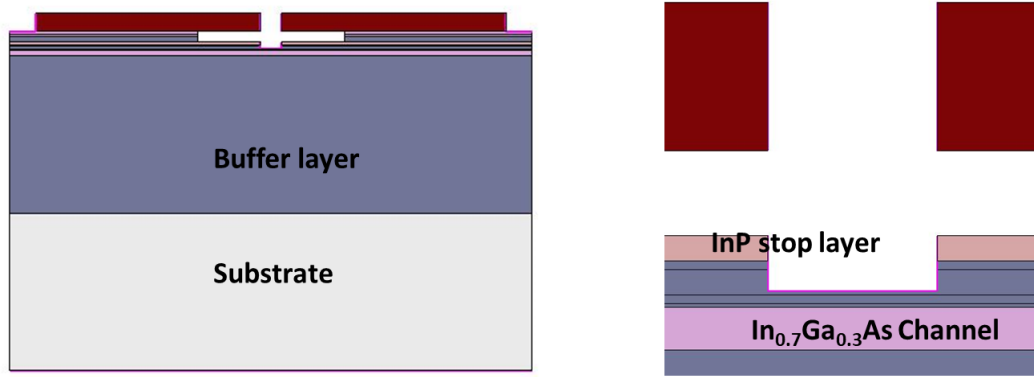 Buffer layer
Substrate
InP stop layer
In₀.₇Ga₀.₃As Channel